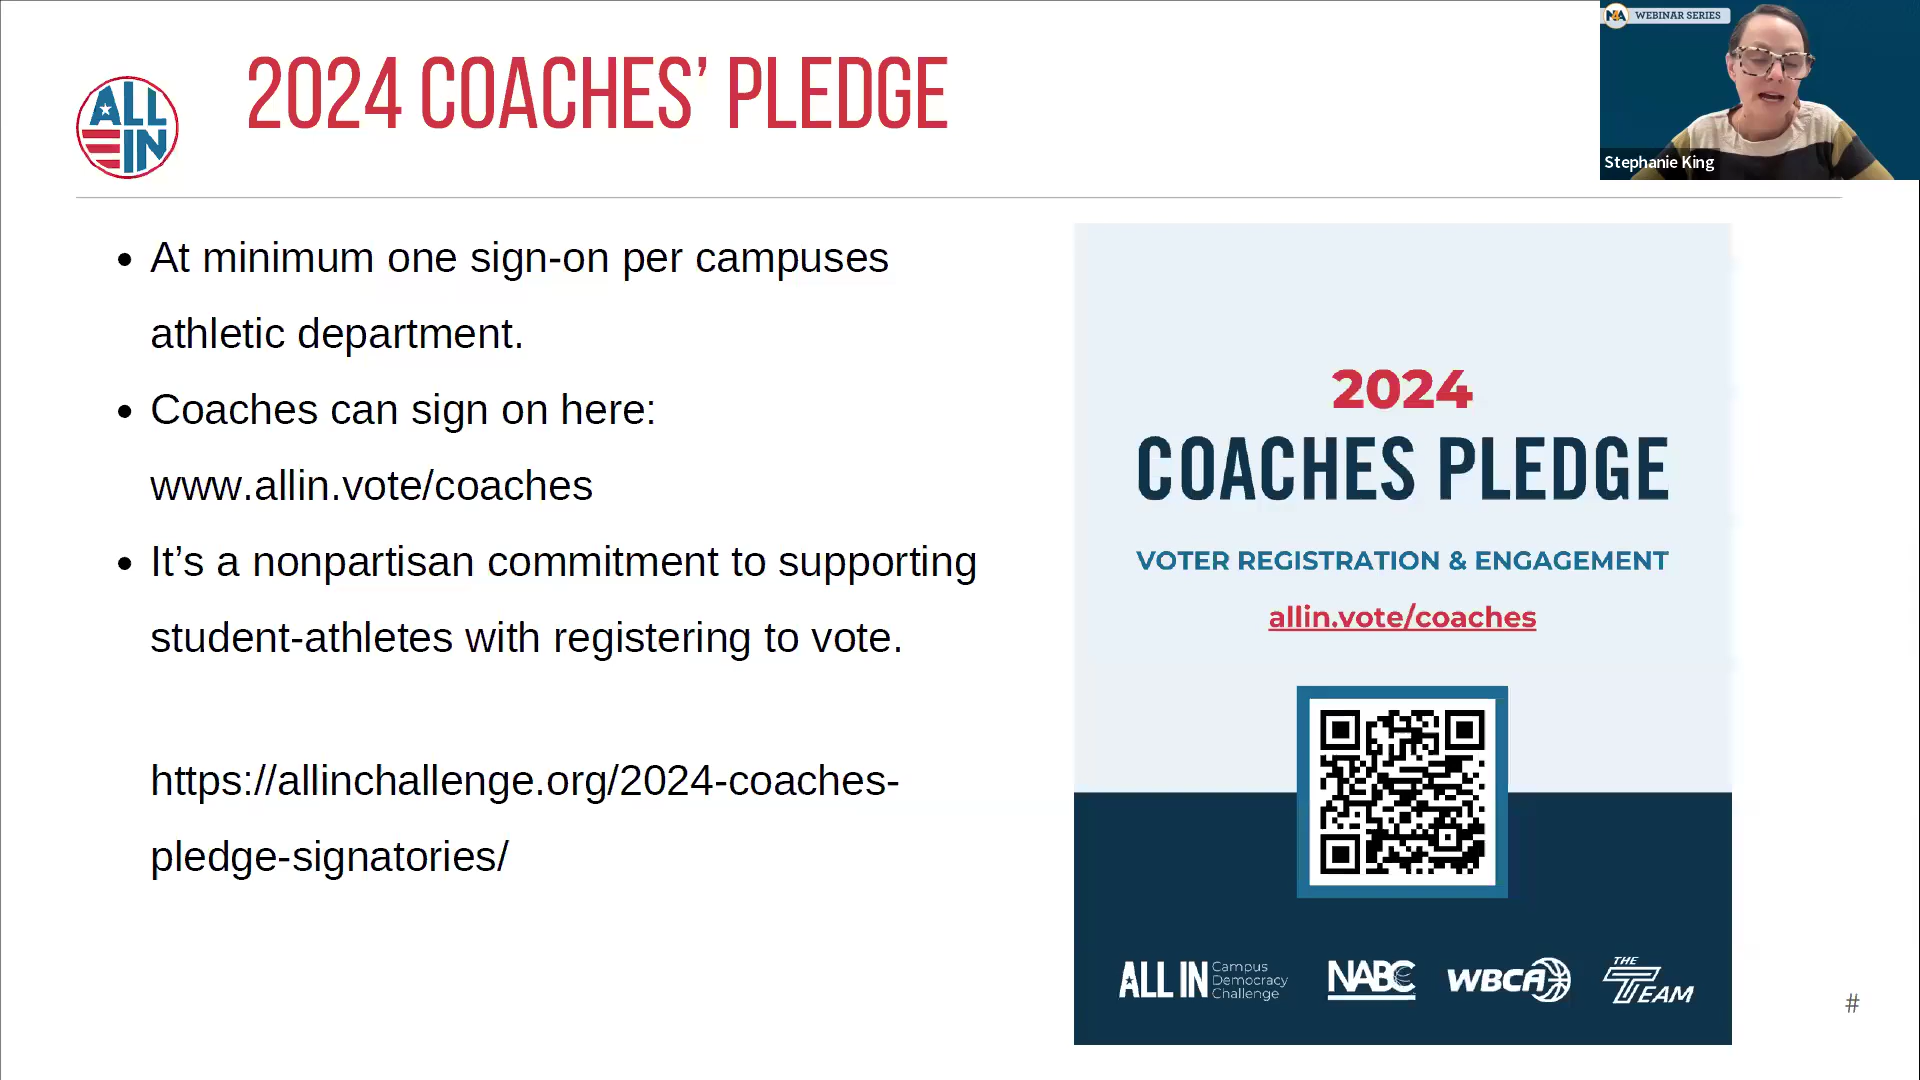 WEBINAR SERIES
Stephanie King
ALL
IN
2024 COACHES’ PLEDGE
• At minimum one sign-on per campuses
athletic department.
• Coaches can sign on here:
www.allin.vote/coaches
• It’s a nonpartisan commitment to supporting
student-athletes with registering to vote.
https://allinchallenge.org/2024-coaches-
pledge-signatories/
2024
COACHES PLEDGE
VOTER REGISTRATION & ENGAGEMENT
allin.vote/coaches
ALL IN Campus
Democracy
Challenge
NABC
WBCA
THE
TEAM
#